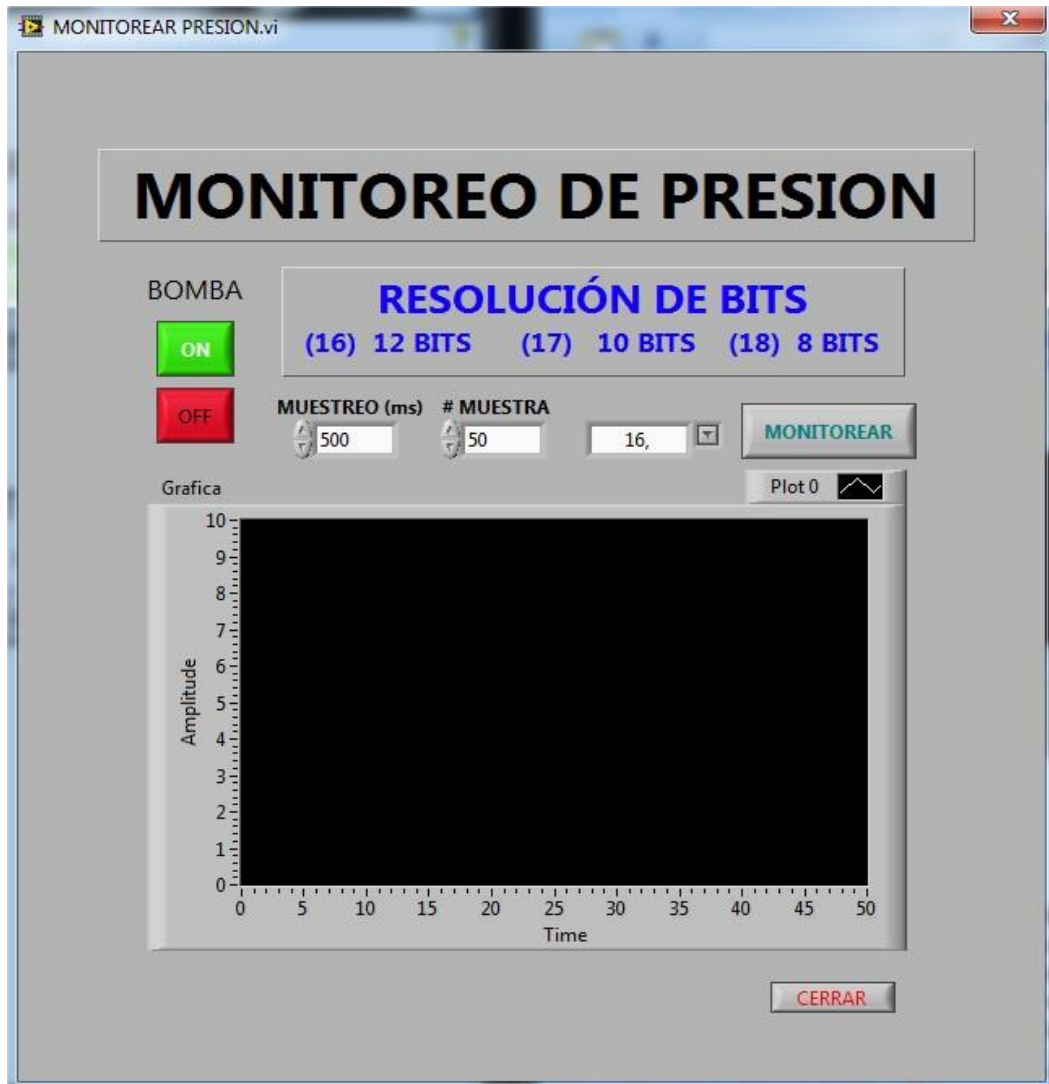 MONITOREAR PRESION.vi
MONITOREO DE PRESION
BOMBA
ON
OFF
RESOLUCIÓN DE BITS
(16) 12 BITS (17) 10 BITS (18) 8 BITS
MUESTREO (ms) # MUESTRA
500 50 16,
MONITOREAR
Grafica
Plot 0
10
9
8
7
6
5
4
3
2
1
0
Amplitude
0 5 10 15 20 25 30 35 40 45 50
Time
CERRAR